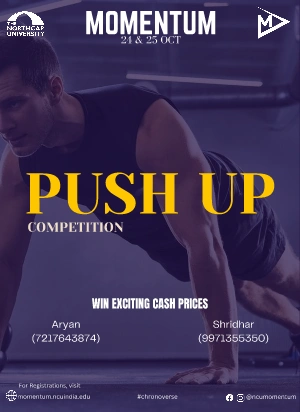 THE
NORTHCAP
UNIVERSITY
MOMENTUM
24 & 25 OCT
M
PUSH UP
COMPETITION
WIN EXCITING CASH PRICES
Aryan
(7217643874)
Shridhar
(9971355350)
For Registrations, visit
momentum.ncuindia.edu
#chronoverse
@ncumomentum